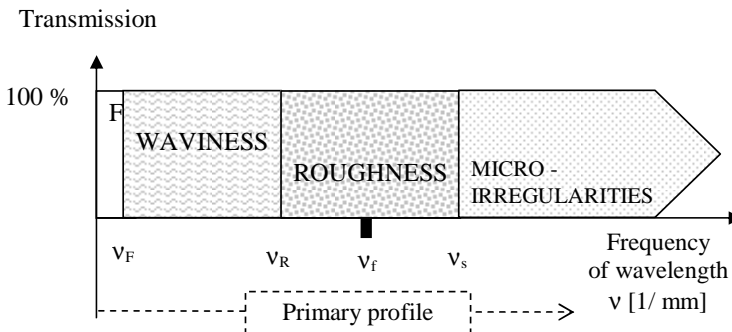 Transmission
100 %
F
WAVINESS
ROUGHNESS
MICRO -
IRREGULARITIES
νF
νR
νf
νs
Frequency
of wavelength
ν [1/ mm]
Primary profile